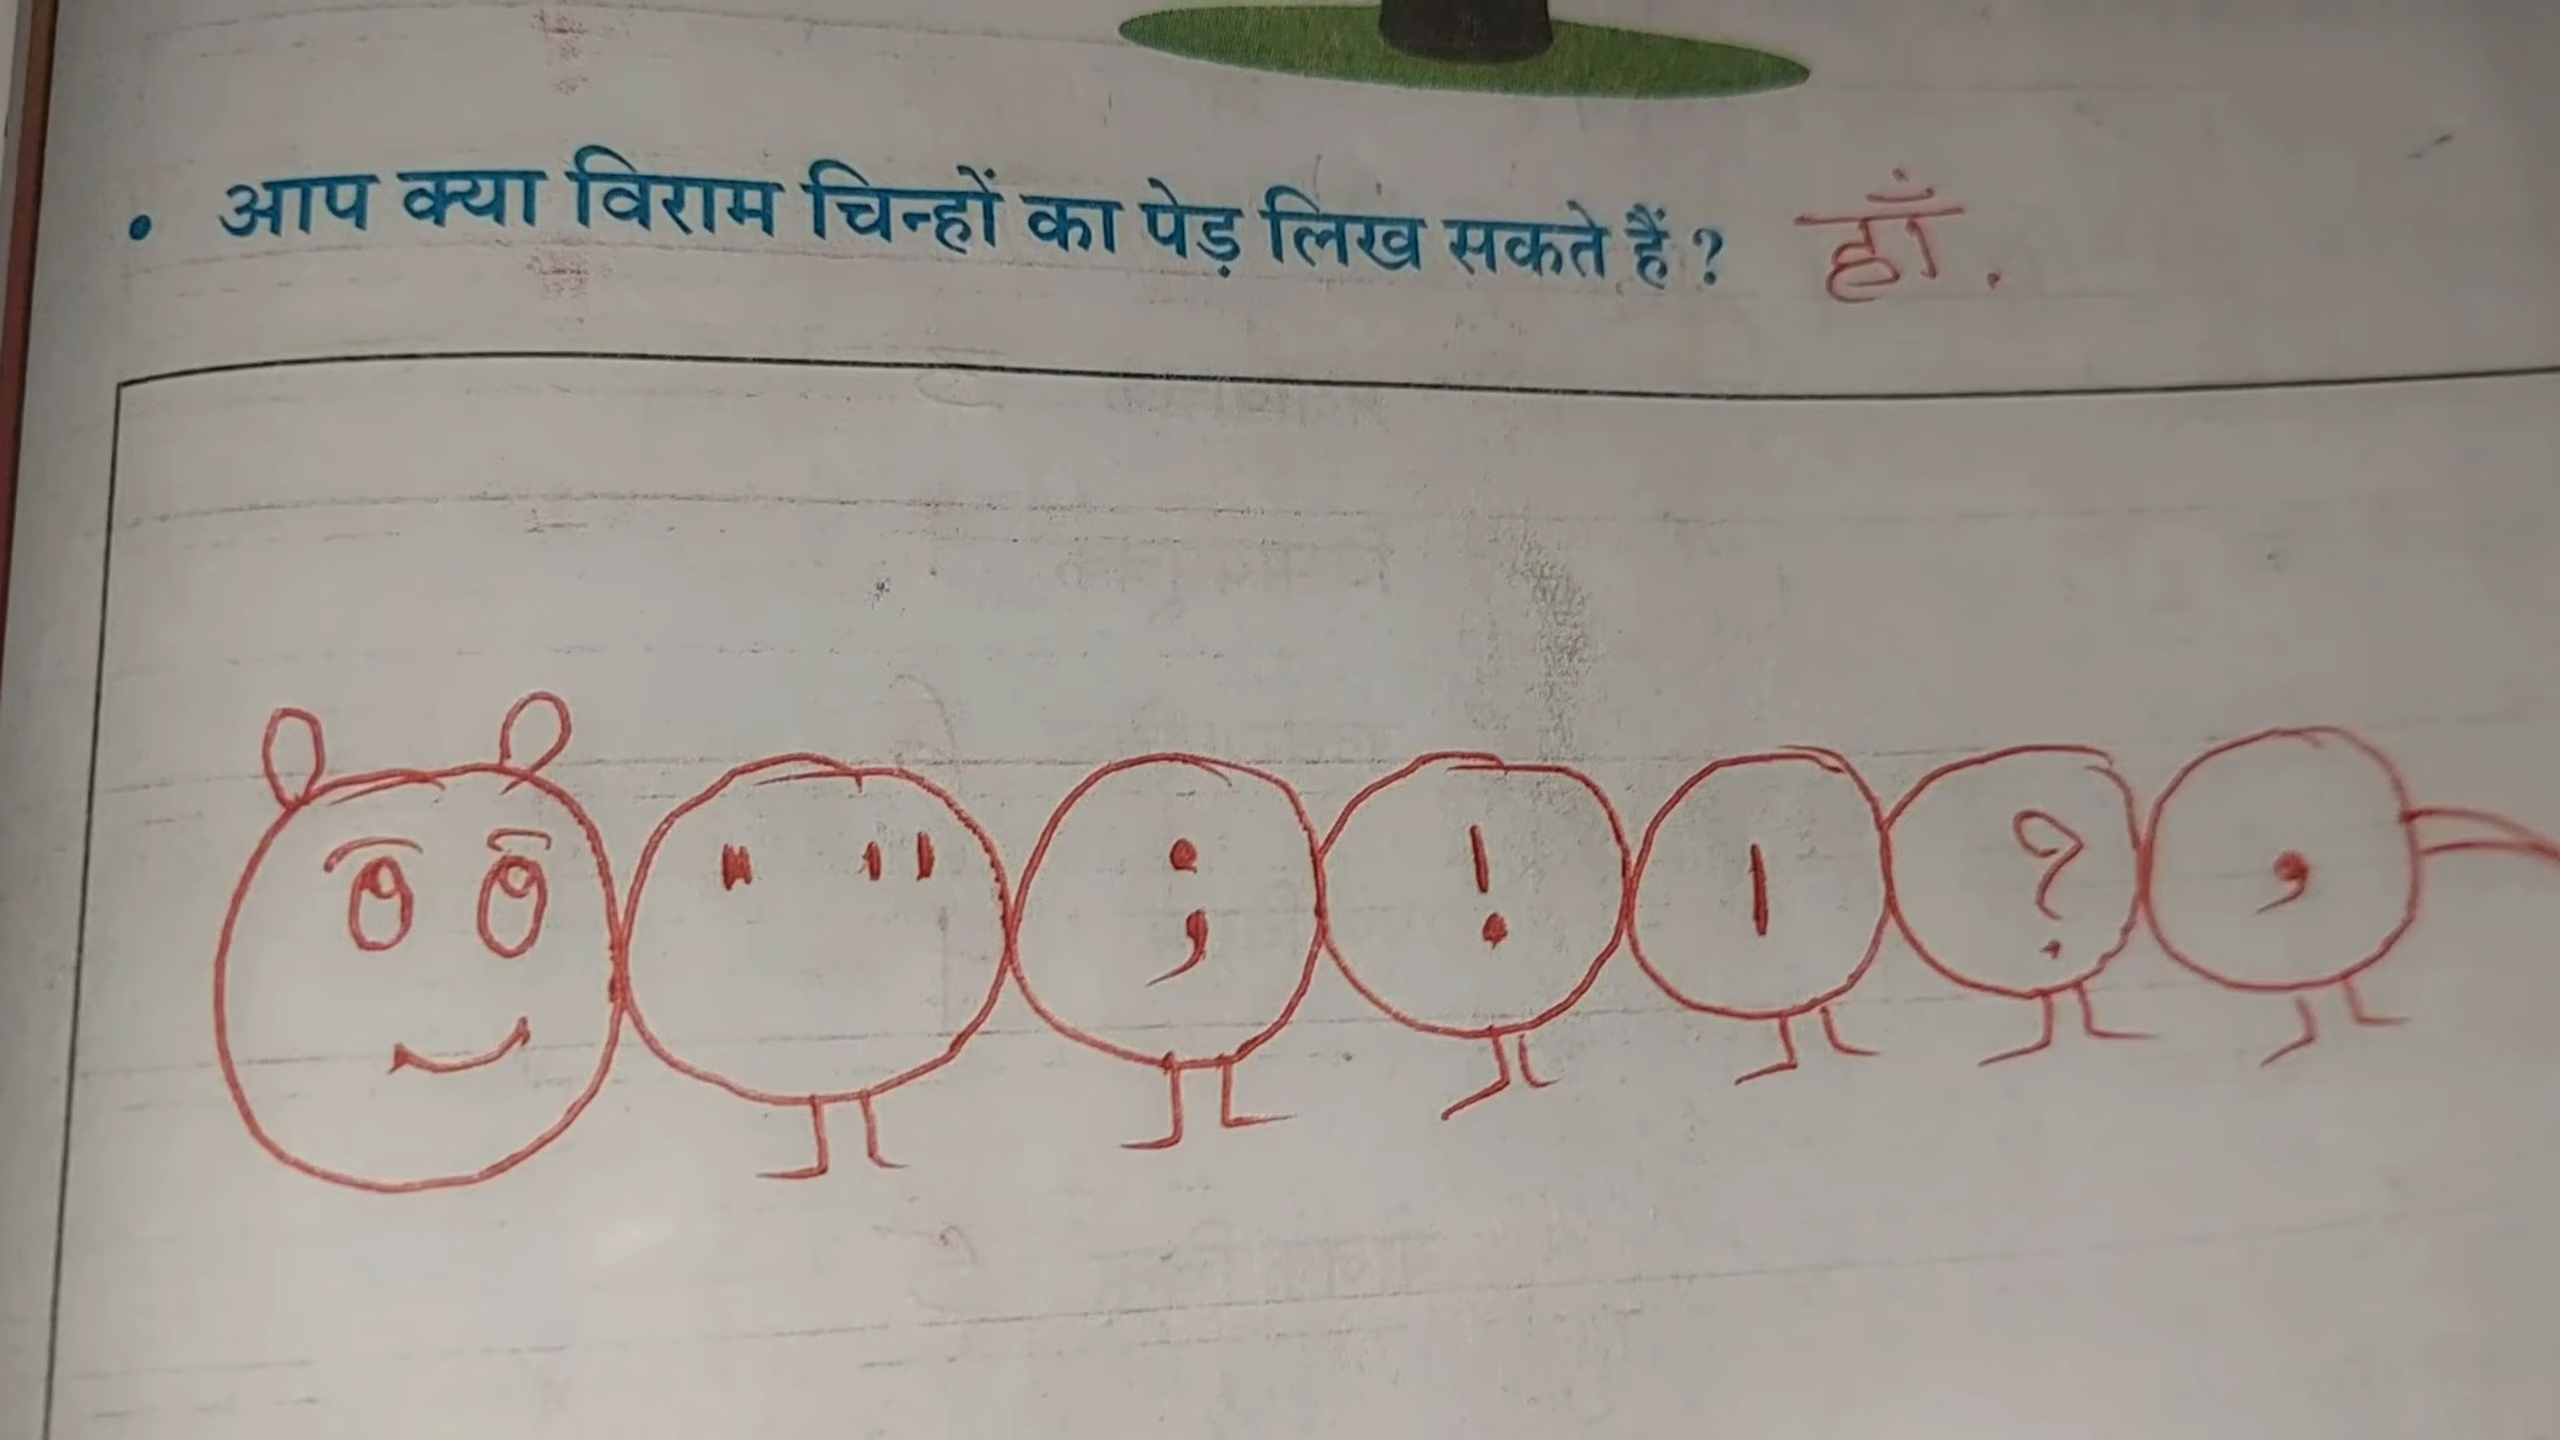 • आप क्या विराम चिन्हों का पेड़ लिख सकते हैं ? हाँ .
" " ; ! । ? ,